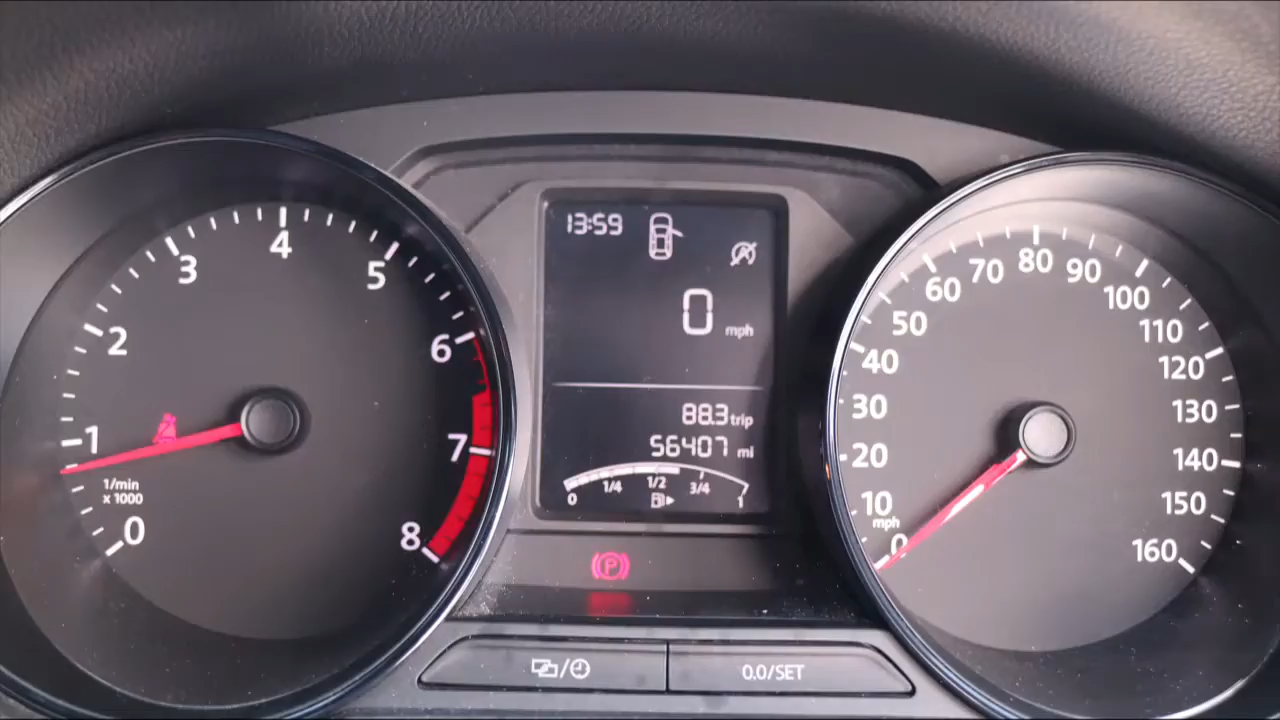 13:59
0 mph
88.3 trip
56407 mi
0 1/4 1/2 3/4 1
0 1 2 3 4 5 6 7 8
1/min
x 1000
0 10 20 30 40 50 60 70 80 90 100 110 120 130 140 150 160
mph
P
/
0.0/SET